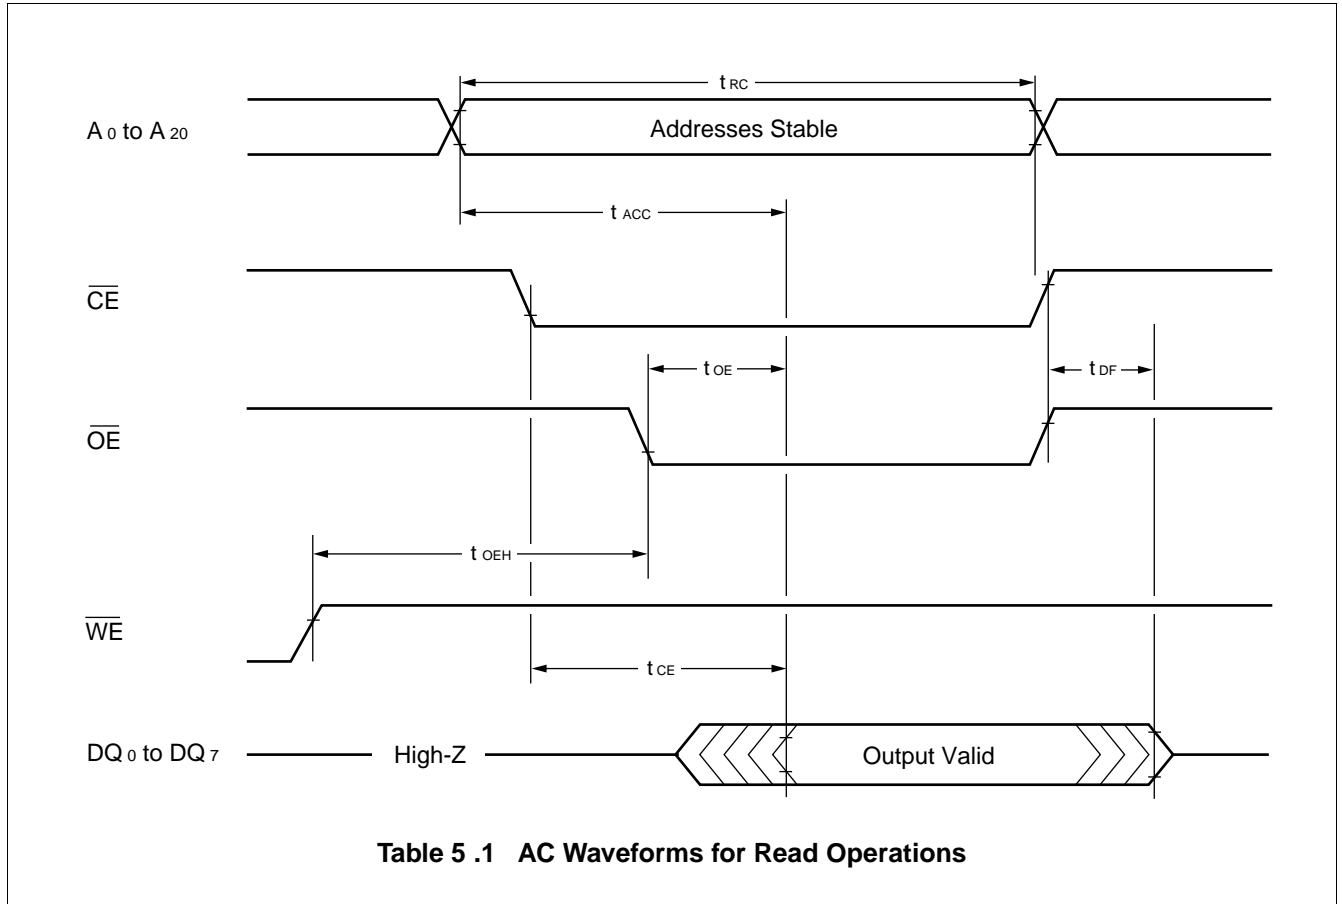 t RC
A 0 to A 20
Addresses Stable
t ACC
CE
t OE
t DF
OE
t OEH
WE
t CE
DQ 0 to DQ 7
High-Z
Output Valid
Table 5 .1 AC Waveforms for Read Operations